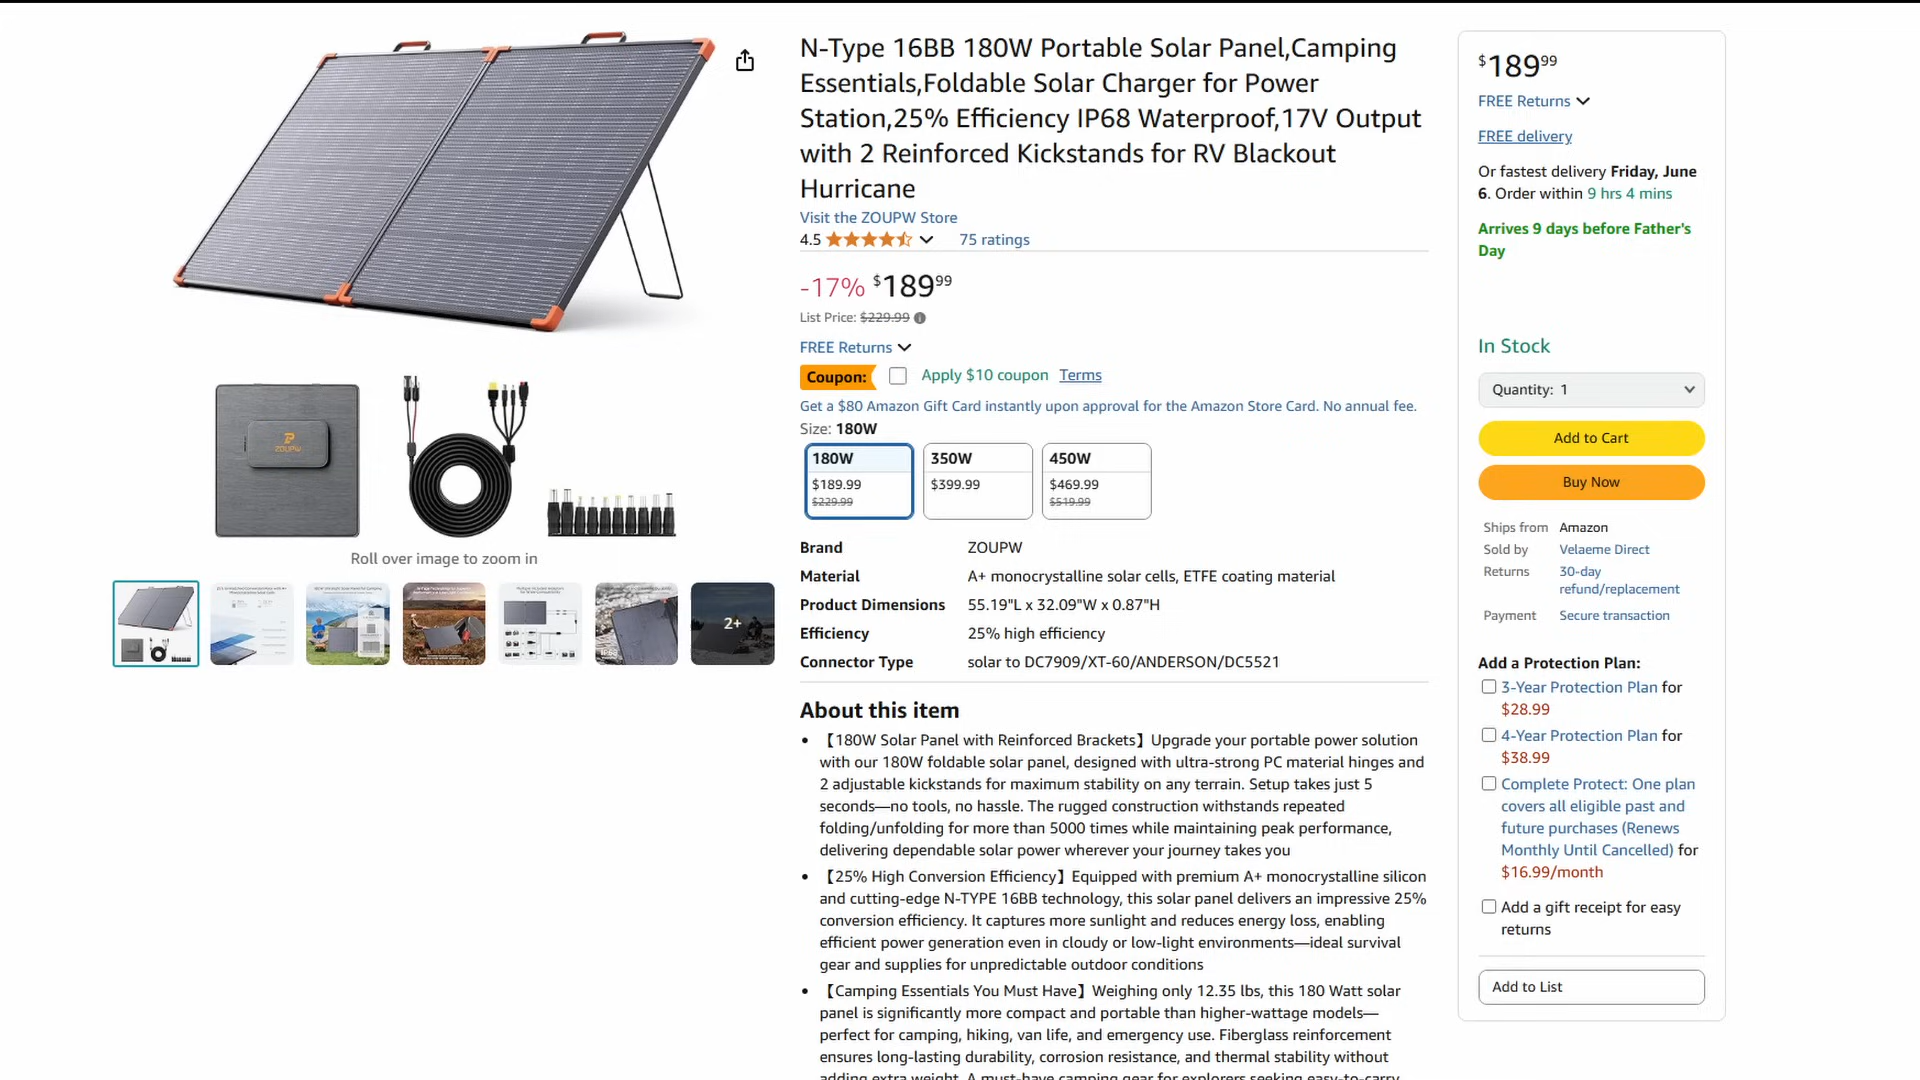 N-Type 16BB 180W Portable Solar Panel,Camping
Essentials,Foldable Solar Charger for Power
Station,25% Efficiency IP68 Waterproof,17V Output
with 2 Reinforced Kickstands for RV Blackout
Hurricane
Visit the ZOUPW Store
4.5
75 ratings
-17% $189.99
List Price: $229.99
FREE Returns
Coupon: Apply $10 coupon Terms
Get a $80 Amazon Gift Card instantly upon approval for the Amazon Store Card. No annual fee.
Size: 180W
180W
$189.99
$229.99
350W
$399.99
450W
$469.99
$519.99
Brand ZOUPW
Material A+ monocrystalline solar cells, ETFE coating material
Product Dimensions 55.19"L x 32.09"W x 0.87"H
Efficiency 25% high efficiency
Connector Type solar to DC7909/XT-60/ANDERSON/DC5521
About this item
【180W Solar Panel with Reinforced Brackets】Upgrade your portable power solution
with our 180W foldable solar panel, designed with ultra-strong PC material hinges and
2 adjustable kickstands for maximum stability on any terrain. Setup takes just 5
seconds—no tools, no hassle. The rugged construction withstands repeated
folding/unfolding for more than 5000 times while maintaining peak performance,
delivering dependable solar power wherever your journey takes you
【25% High Conversion Efficiency】Equipped with premium A+ monocrystalline silicon
and cutting-edge N-TYPE 16BB technology, this solar panel delivers an impressive 25%
conversion efficiency. It captures more sunlight and reduces energy loss, enabling
efficient power generation even in cloudy or low-light environments—ideal survival
gear and supplies for unpredictable outdoor conditions
【Camping Essentials You Must Have】Weighing only 12.35 lbs, this 180 Watt solar
panel is significantly more compact and portable than higher-wattage models—
perfect for camping, hiking, van life, and emergency use. Fiberglass reinforcement
ensures long-lasting durability, corrosion resistance, and thermal stability without
adding extra weight. A must-have camping gear for explorers seeking easy-to-carry
ZOUPW
Roll over image to zoom in
2+
$189.99
FREE Returns
FREE delivery
Or fastest delivery Friday, June
6. Order within 9 hrs 4 mins
Arrives 9 days before Father's
Day
In Stock
Quantity: 1
Add to Cart
Buy Now
Ships from Amazon
Sold by Velaeme Direct
Returns 30-day
refund/replacement
Payment Secure transaction
Add a Protection Plan:
3-Year Protection Plan for
$28.99
4-Year Protection Plan for
$38.99
Complete Protect: One plan
covers all eligible past and
future purchases (Renews
Monthly Until Cancelled) for
$16.99/month
Add a gift receipt for easy
returns
Add to List